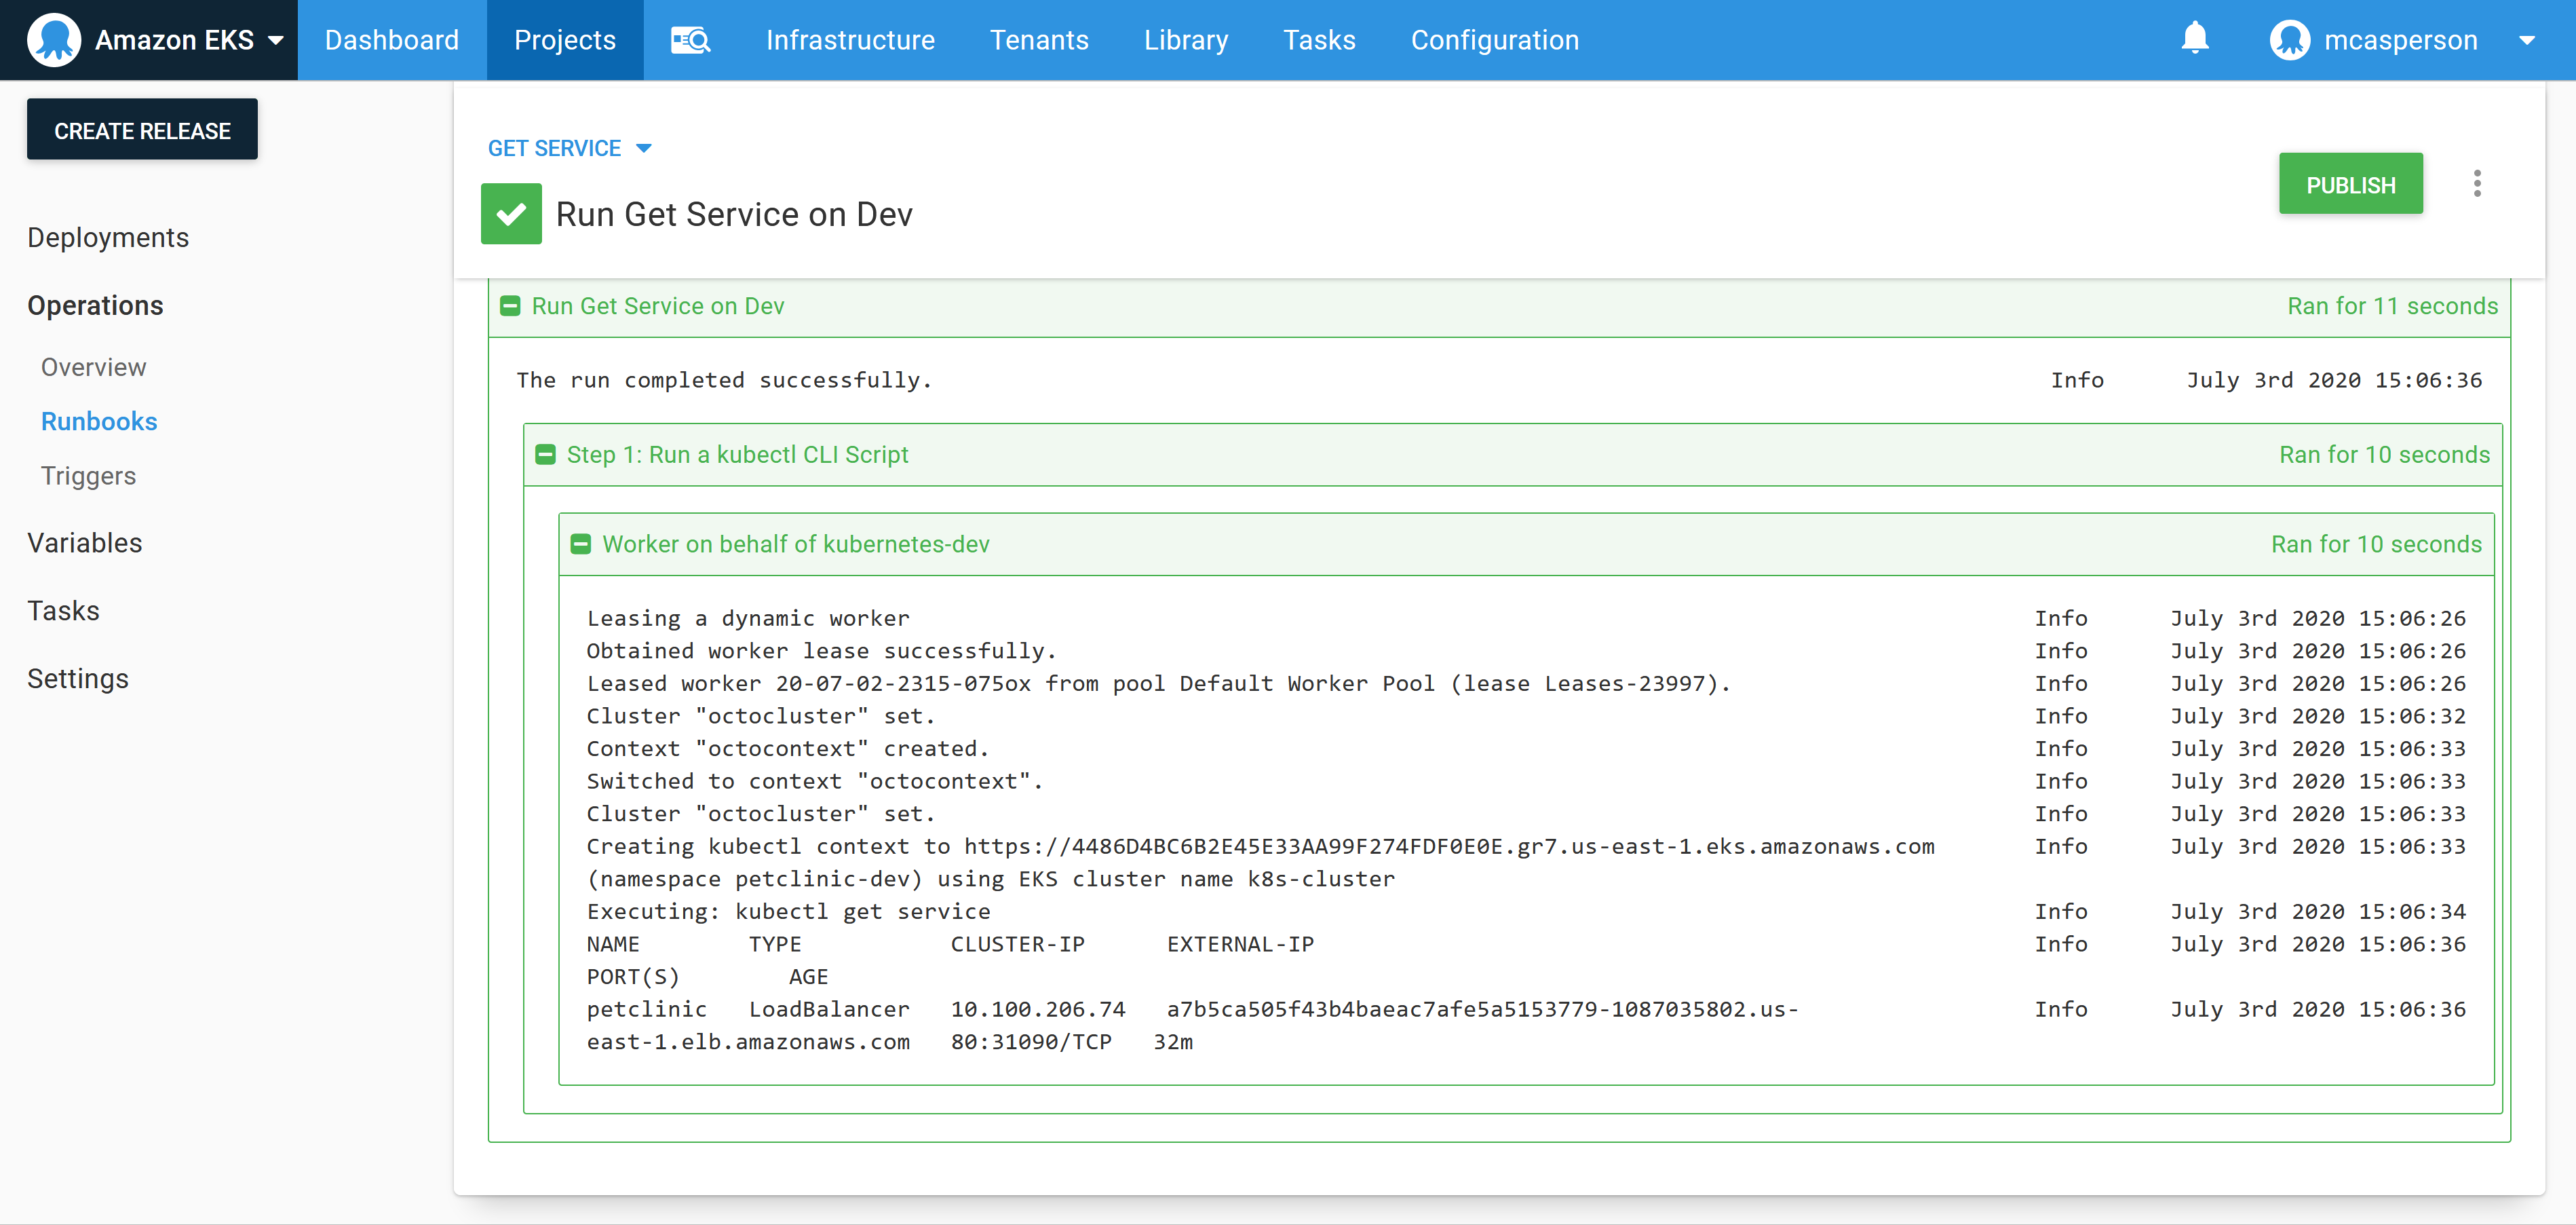 Amazon EKS Dashboard Projects Infrastructure Tenants Library Tasks Configuration mcasperson
CREATE RELEASE
Deployments
Operations
Overview
Runbooks
Triggers
Variables
Tasks
Settings
GET SERVICE
Run Get Service on Dev
PUBLISH
Run Get Service on Dev Ran for 11 seconds
The run completed successfully. Info July 3rd 2020 15:06:36
Step 1: Run a kubectl CLI Script Ran for 10 seconds
Worker on behalf of kubernetes-dev Ran for 10 seconds
Leasing a dynamic worker Info July 3rd 2020 15:06:26
Obtained worker lease successfully. Info July 3rd 2020 15:06:26
Leased worker 20-07-02-2315-075ox from pool Default Worker Pool (lease Leases-23997). Info July 3rd 2020 15:06:26
Cluster "octocluster" set. Info July 3rd 2020 15:06:32
Context "octocontext" created. Info July 3rd 2020 15:06:33
Switched to context "octocontext". Info July 3rd 2020 15:06:33
Cluster "octocluster" set. Info July 3rd 2020 15:06:33
Creating kubectl context to https://4486D4BC6B2E45E33AA99F274FDF0E0E.gr7.us-east-1.eks.amazonaws.com Info July 3rd 2020 15:06:33
(namespace petclinic-dev) using EKS cluster name k8s-cluster
Executing: kubectl get service Info July 3rd 2020 15:06:34
NAME TYPE CLUSTER-IP EXTERNAL-IP Info July 3rd 2020 15:06:36
PORT(S) AGE
petclinic LoadBalancer 10.100.206.74 a7b5ca505f43b4baeac7afe5a5153779-1087035802.us- Info July 3rd 2020 15:06:36
east-1.elb.amazonaws.com 80:31090/TCP 32m